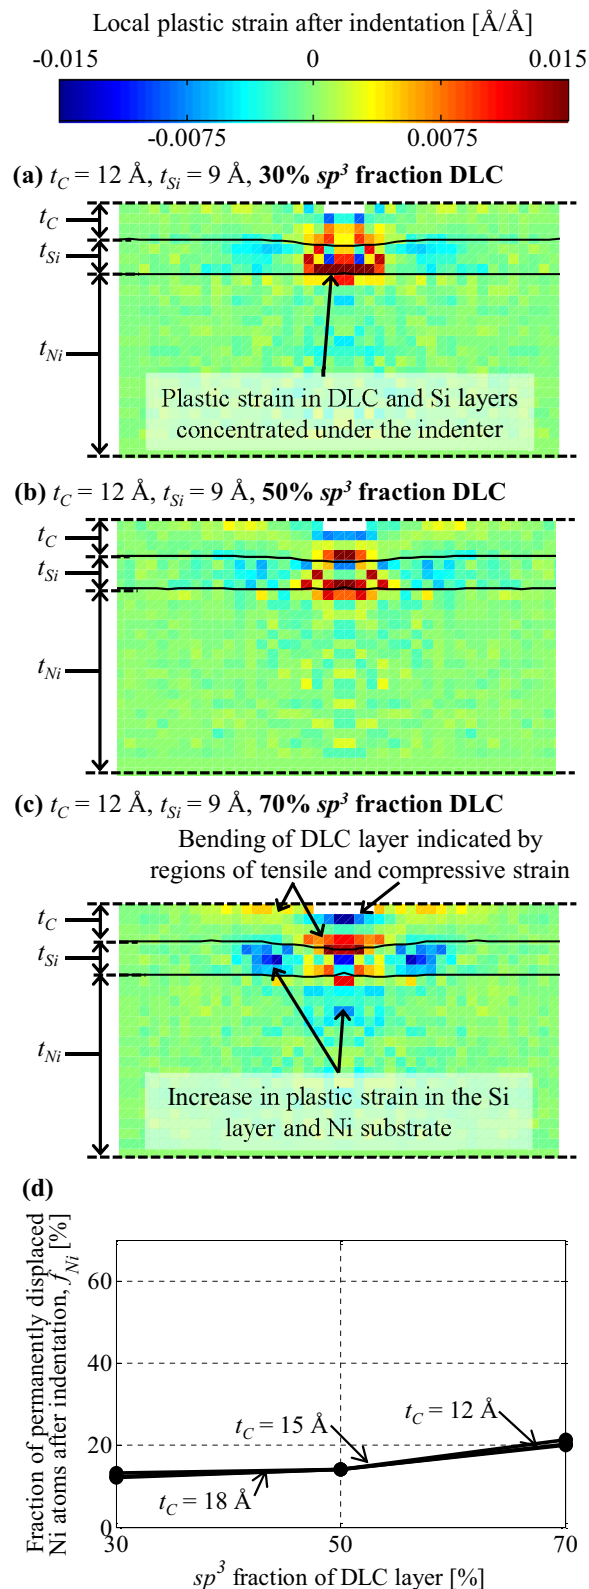 Local plastic strain after indentation [Å/Å]
-0.015 0 0.015
-0.0075 0.0075
(a) t_C = 12 Å, t_Si = 9 Å, 30% sp³ fraction DLC
t_C
t_Si
t_Ni
Plastic strain in DLC and Si layers
concentrated under the indenter
(b) t_C = 12 Å, t_Si = 9 Å, 50% sp³ fraction DLC
t_C
t_Si
t_Ni
(c) t_C = 12 Å, t_Si = 9 Å, 70% sp³ fraction DLC
Bending of DLC layer indicated by
regions of tensile and compressive strain
t_C
t_Si
t_Ni
Increase in plastic strain in the Si
layer and Ni substrate
(d)
Fraction of permanently displaced
Ni atoms after indentation, f_Ni [%]
60
40
20
0
t_C = 15 Å
t_C = 12 Å
t_C = 18 Å
30 50 70
sp³ fraction of DLC layer [%]